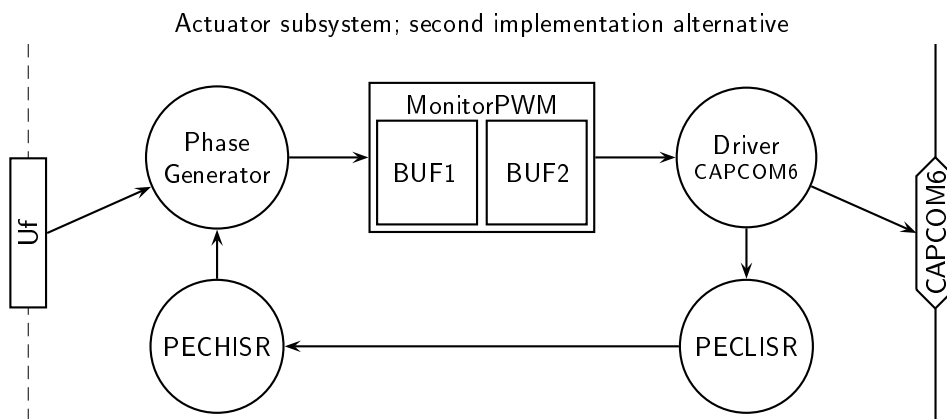 Actuator subsystem; second implementation alternative
Uf
Phase
Generator
MonitorPWM
BUF1
BUF2
Driver
CAPCOM6
CAPCOM6
PECHISR
PECLISR